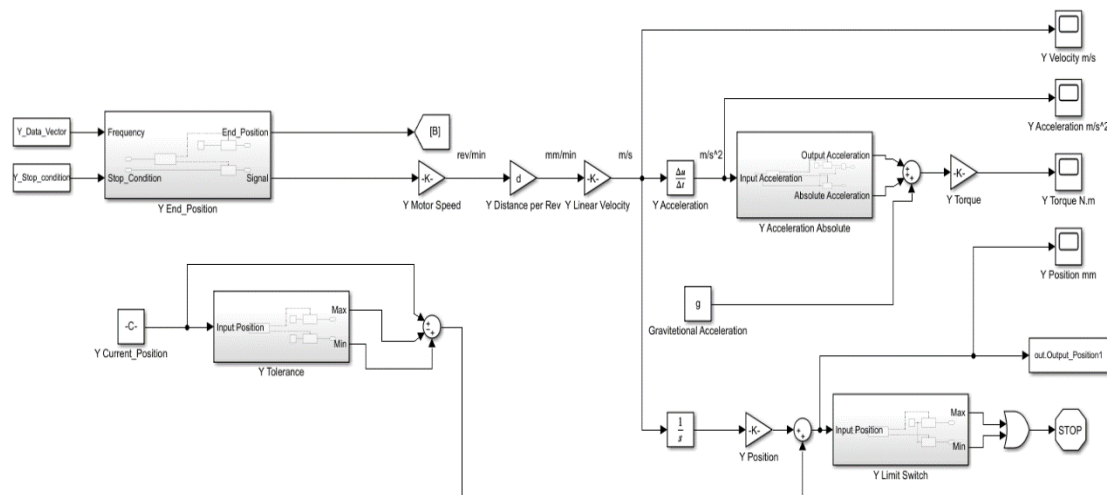 Y Velocity m/s
Y_Data_Vector
Frequency
End_Position
[B]
Y_Stop_condition
Stop_Condition
Signal
Y End_Position
rev/min
mm/min
m/s
m/s^2
-K-
d
-K-
Y Motor Speed
Y Distance per Rev
Y Linear Velocity
Δu
Δt
Y Acceleration
Y Acceleration m/s^2
Input Acceleration
Output Acceleration
Absolute Acceleration
Y Acceleration Absolute
+
+
+
-K-
Y Torque
Y Torque N.m
Y Position mm
g
Gravitetional Acceleration
-C-
Y Current_Position
Input Position
Max
Min
Y Tolerance
+
+
+
out.Output_Position1
1
s
-K-
Y Position
+
+
Input Position
Max
Min
Y Limit Switch
STOP